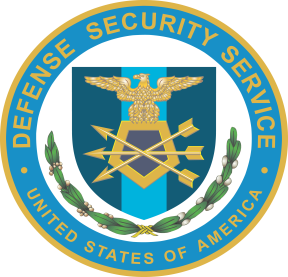 DEFENSE SECURITY SERVICE
UNITED STATES OF AMERICA